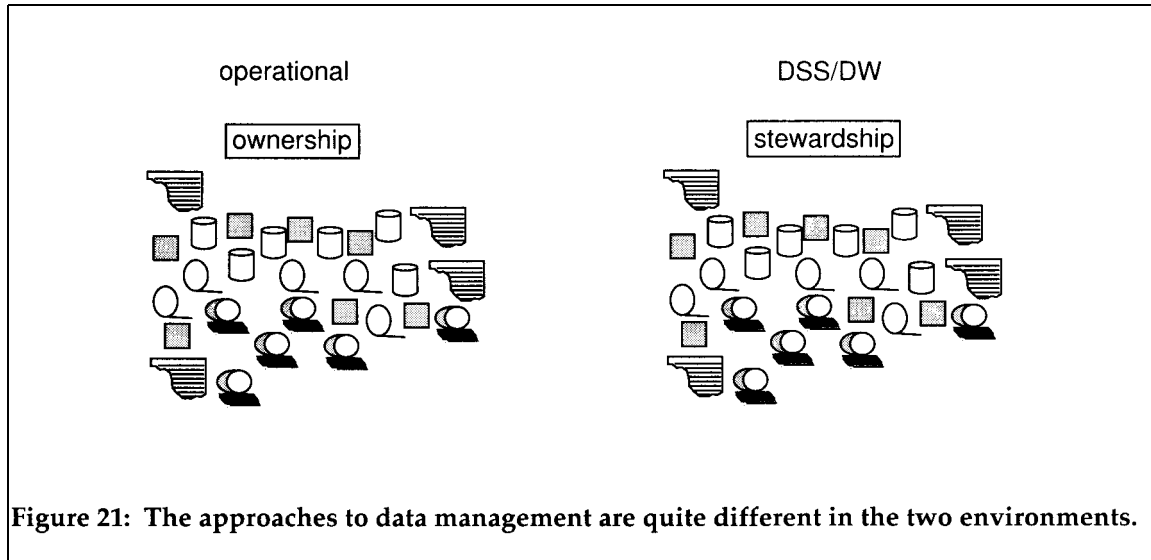 operational
DSS/DW
ownership
stewardship
Figure 21: The approaches to data management are quite different in the two environments.